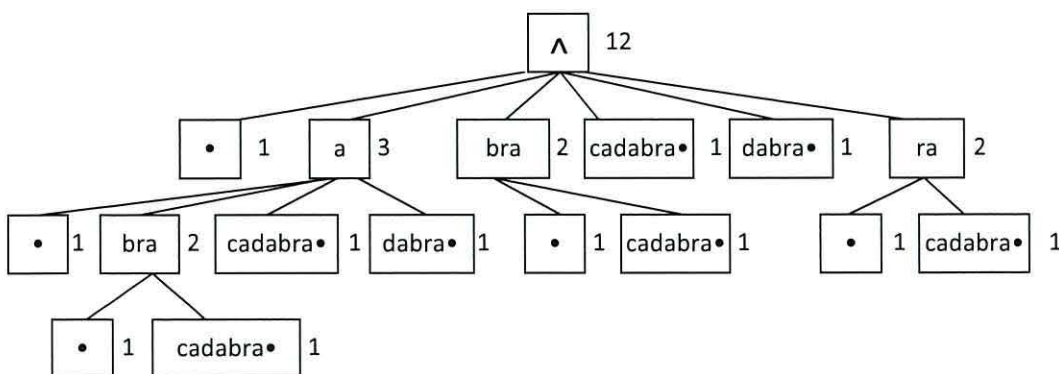 ^ 12
• 1 a 3 bra 2 cadabra• 1 dabra• 1 ra 2
• 1 bra 2 cadabra• 1 dabra• 1 • 1 cadabra• 1 • 1 cadabra• 1
• 1 cadabra• 1